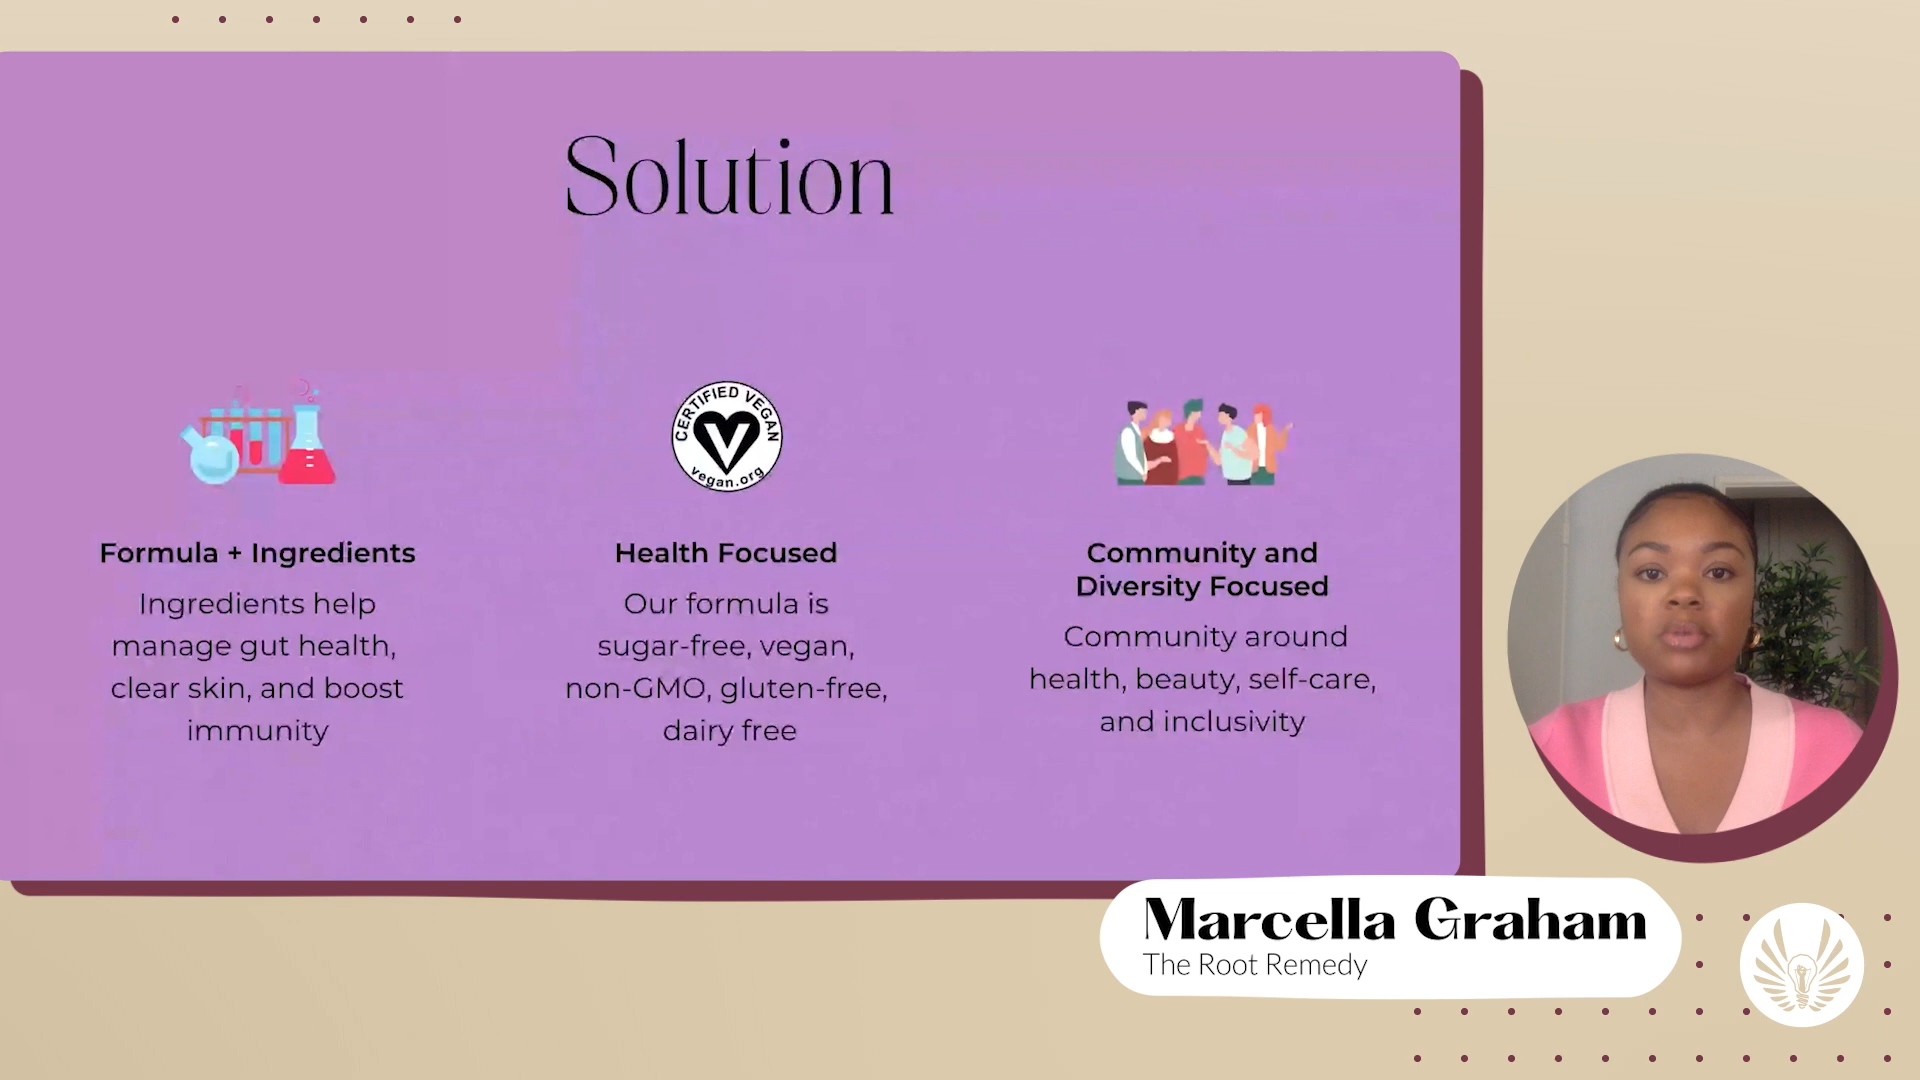 Solution
CERTIFIED VEGAN
V
vegan.org
Formula + Ingredients
Ingredients help
manage gut health,
clear skin, and boost
immunity
Health Focused
Our formula is
sugar-free, vegan,
non-GMO, gluten-free,
dairy free
Community and
Diversity Focused
Community around
health, beauty, self-care,
and inclusivity
Marcella Graham
The Root Remedy